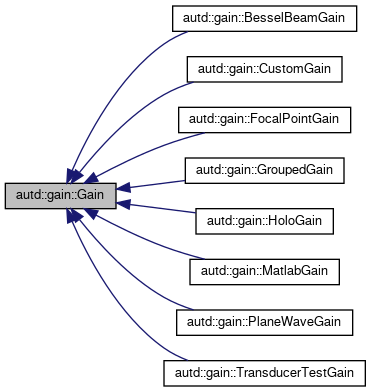 autd::gain::BesselBeamGain
autd::gain::CustomGain
autd::gain::FocalPointGain
autd::gain::GroupedGain
autd::gain::Gain
autd::gain::HoloGain
autd::gain::MatlabGain
autd::gain::PlaneWaveGain
autd::gain::TransducerTestGain